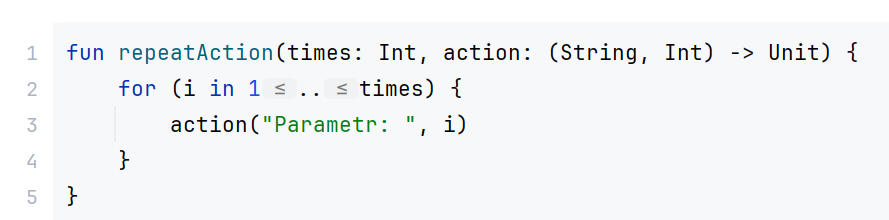 1 fun repeatAction(times: Int, action: (String, Int) -> Unit) {
2 for (i in 1 ≤ .. ≤ times) {
3 action("Parametr: ", i)
4 }
5 }